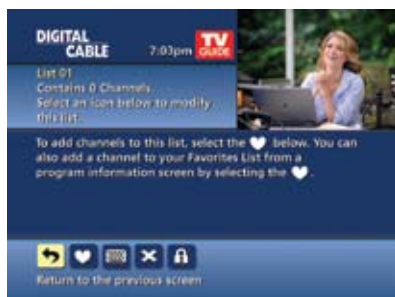 DIGITAL
CABLE
7:03pm
TV
GUIDE
List 01
Contains 0 Channels.
Select an icon below to modify
this list.
To add channels to this list, select the below. You can
also add a channel to your Favorites List from a
program information screen by selecting the .
Return to the previous screen